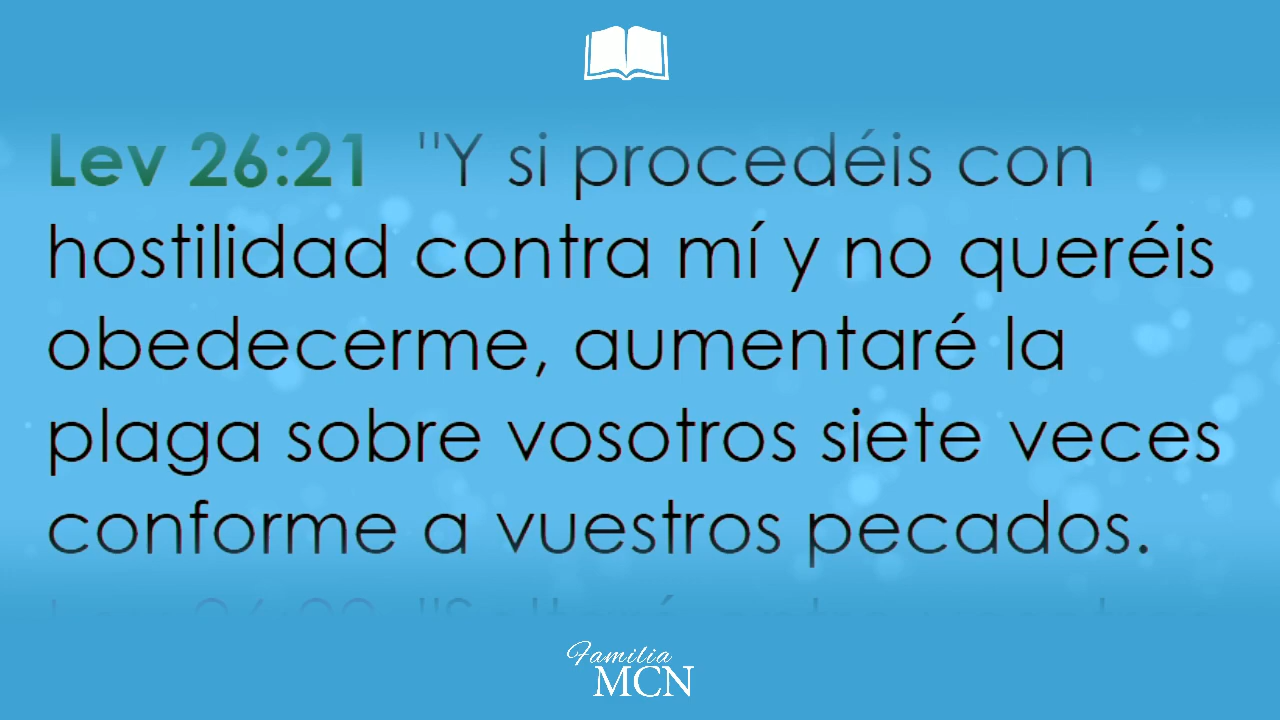 Lev 26:21 "Y si procedéis con
hostilidad contra mí y no queréis
obedecerme, aumentaré la
plaga sobre vosotros siete veces
conforme a vuestros pecados.
Familia
MCN